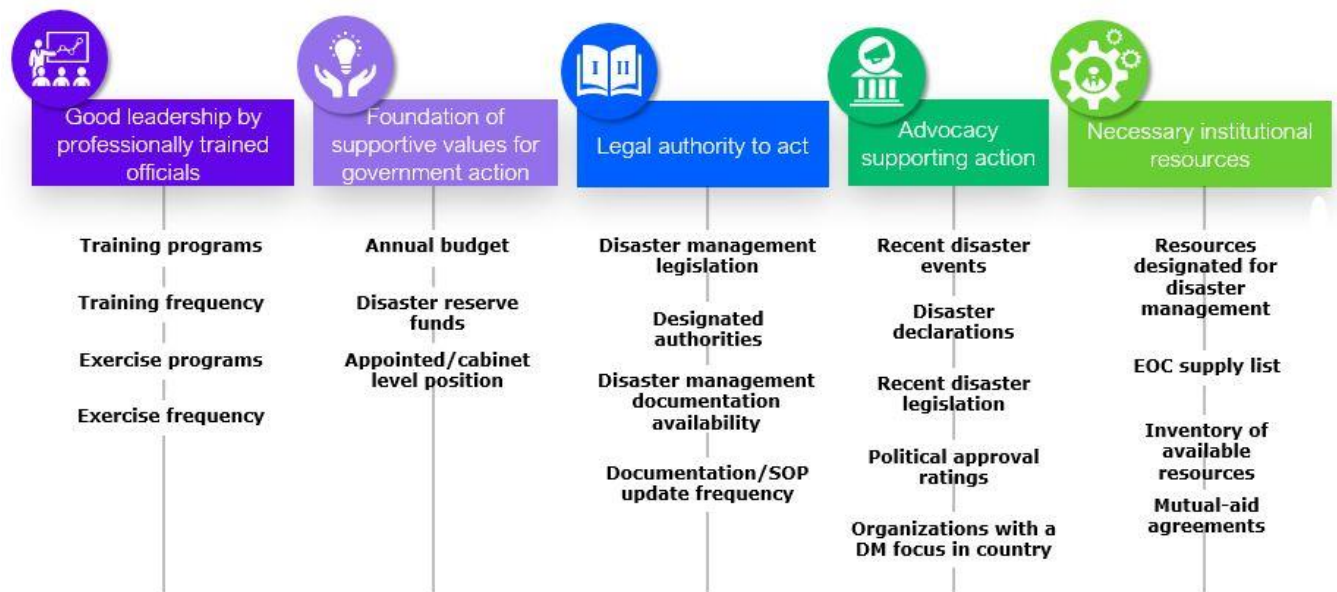 Good leadership by
professionally trained
officials
Training programs
Training frequency
Exercise programs
Exercise frequency
Foundation of
supportive values for
government action
Annual budget
Disaster reserve
funds
Appointed/cabinet
level position
I II
Legal authority to act
Disaster management
legislation
Designated
authorities
Disaster management
documentation
availability
Documentation/SOP
update frequency
Advocacy
supporting action
Recent disaster
events
Disaster
declarations
Recent disaster
legislation
Political approval
ratings
Organizations with a
DM focus in country
Necessary institutional
resources
Resources
designated for
disaster
management
EOC supply list
Inventory of
available
resources
Mutual-aid
agreements